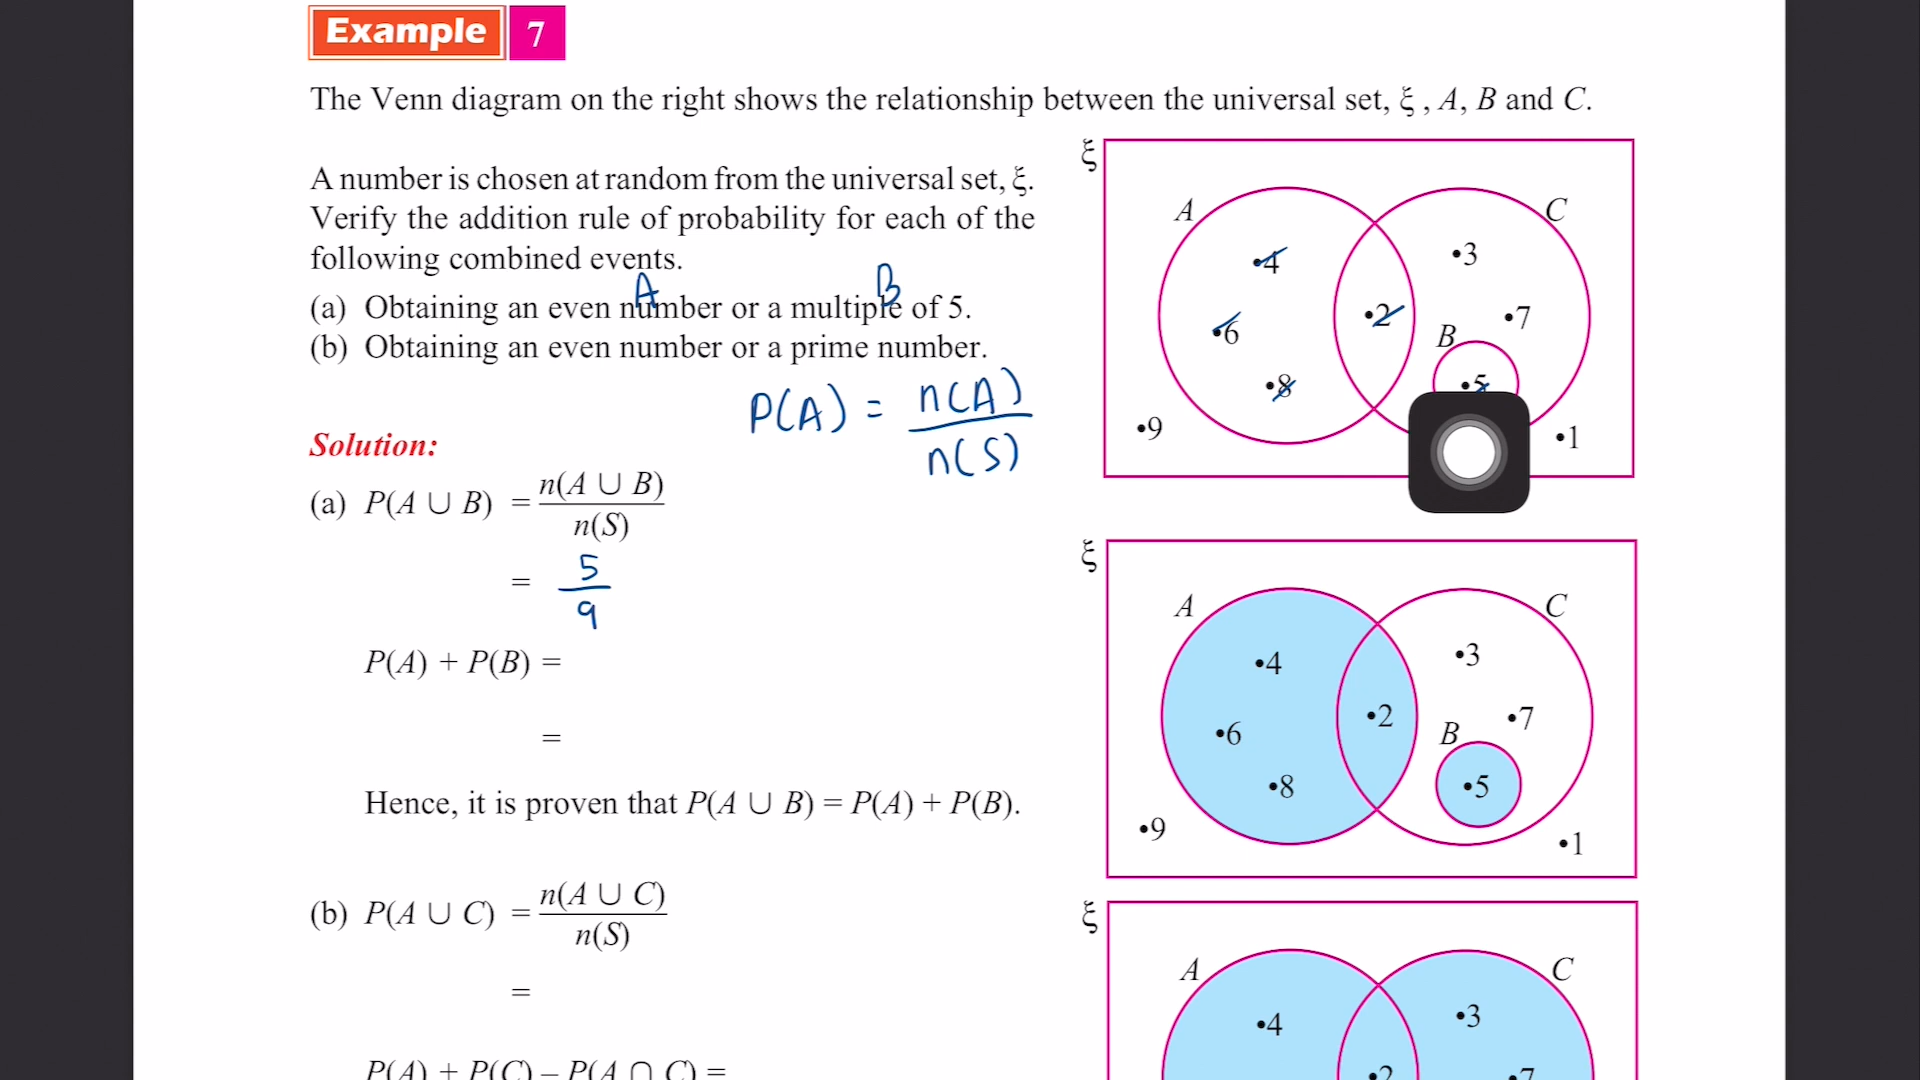 Example 7
The Venn diagram on the right shows the relationship between the universal set, ξ , A, B and C.
A number is chosen at random from the universal set, ξ.
Verify the addition rule of probability for each of the
following combined events.
A B
(a) Obtaining an even number or a multiple of 5.
(b) Obtaining an even number or a prime number.
P(A) = n(A)
n(S)
Solution:
(a) P(A ∪ B) = n(A ∪ B)
n(S)
= 5
9
P(A) + P(B) =
=
Hence, it is proven that P(A ∪ B) = P(A) + P(B).
(b) P(A ∪ C) = n(A ∪ C)
n(S)
=
P(A) + P(C) – P(A ∩ C) =
ξ
A C
•4 •3
•2 •7
•6 B
•8 •5
•9 •1
ξ
A C
•4 •3
•2 •7
•6 B
•8 •5
•9 •1
ξ
A C
•4 •3
•2 •7